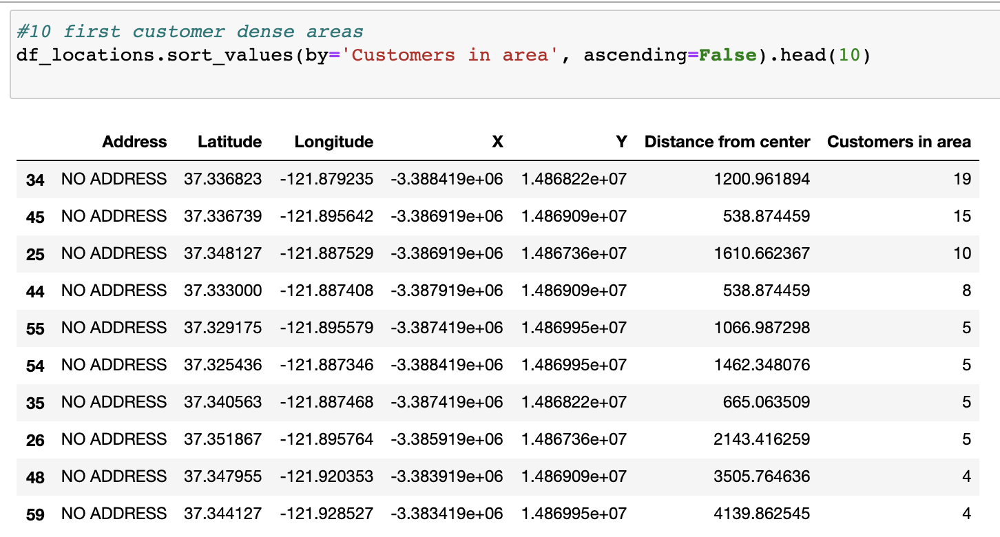 #10 first customer dense areas
df_locations.sort_values(by='Customers in area', ascending=False).head(10)
Address Latitude Longitude X Y Distance from center Customers in area
34 NO ADDRESS 37.336823 -121.879235 -3.388419e+06 1.486822e+07 1200.961894 19
45 NO ADDRESS 37.336739 -121.895642 -3.386919e+06 1.486909e+07 538.874459 15
25 NO ADDRESS 37.348127 -121.887529 -3.386919e+06 1.486736e+07 1610.662367 10
44 NO ADDRESS 37.333000 -121.887408 -3.387919e+06 1.486909e+07 538.874459 8
55 NO ADDRESS 37.329175 -121.895579 -3.387419e+06 1.486995e+07 1066.987298 5
54 NO ADDRESS 37.325436 -121.887346 -3.388419e+06 1.486995e+07 1462.348076 5
35 NO ADDRESS 37.340563 -121.887468 -3.387419e+06 1.486822e+07 665.063509 5
26 NO ADDRESS 37.351867 -121.895764 -3.385919e+06 1.486736e+07 2143.416259 5
48 NO ADDRESS 37.347955 -121.920353 -3.383919e+06 1.486909e+07 3505.764636 4
59 NO ADDRESS 37.344127 -121.928527 -3.383419e+06 1.486995e+07 4139.862545 4